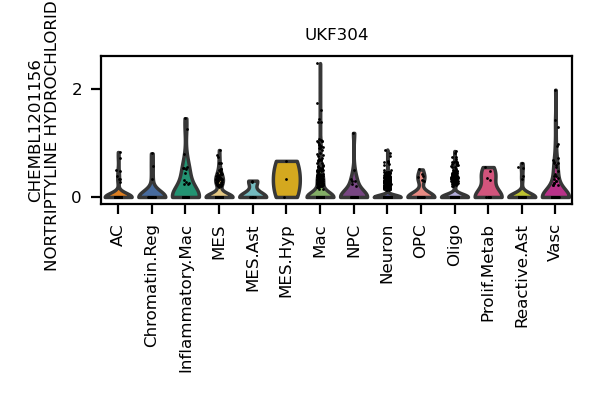 UKF304
CHEMBL1201156
NORTRIPTYLINE HYDROCHLORID
2
0
AC
Chromatin.Reg
Inflammatory.Mac
MES
MES.Ast
MES.Hyp
Mac
NPC
Neuron
OPC
Oligo
Prolif.Metab
Reactive.Ast
Vasc